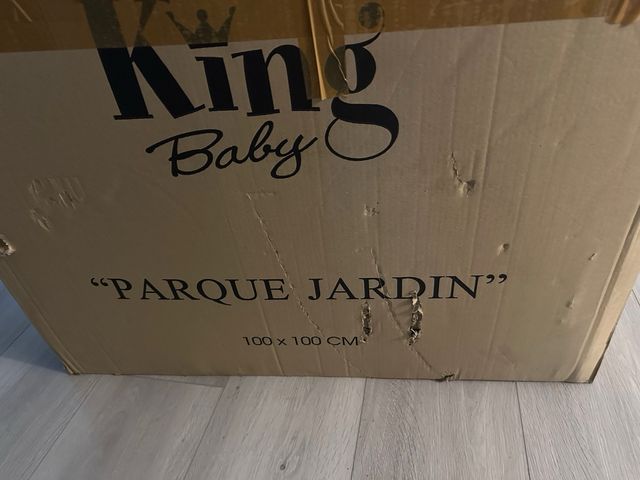 King
Baby
“PARQUE JARDIN”
100 x 100 CM